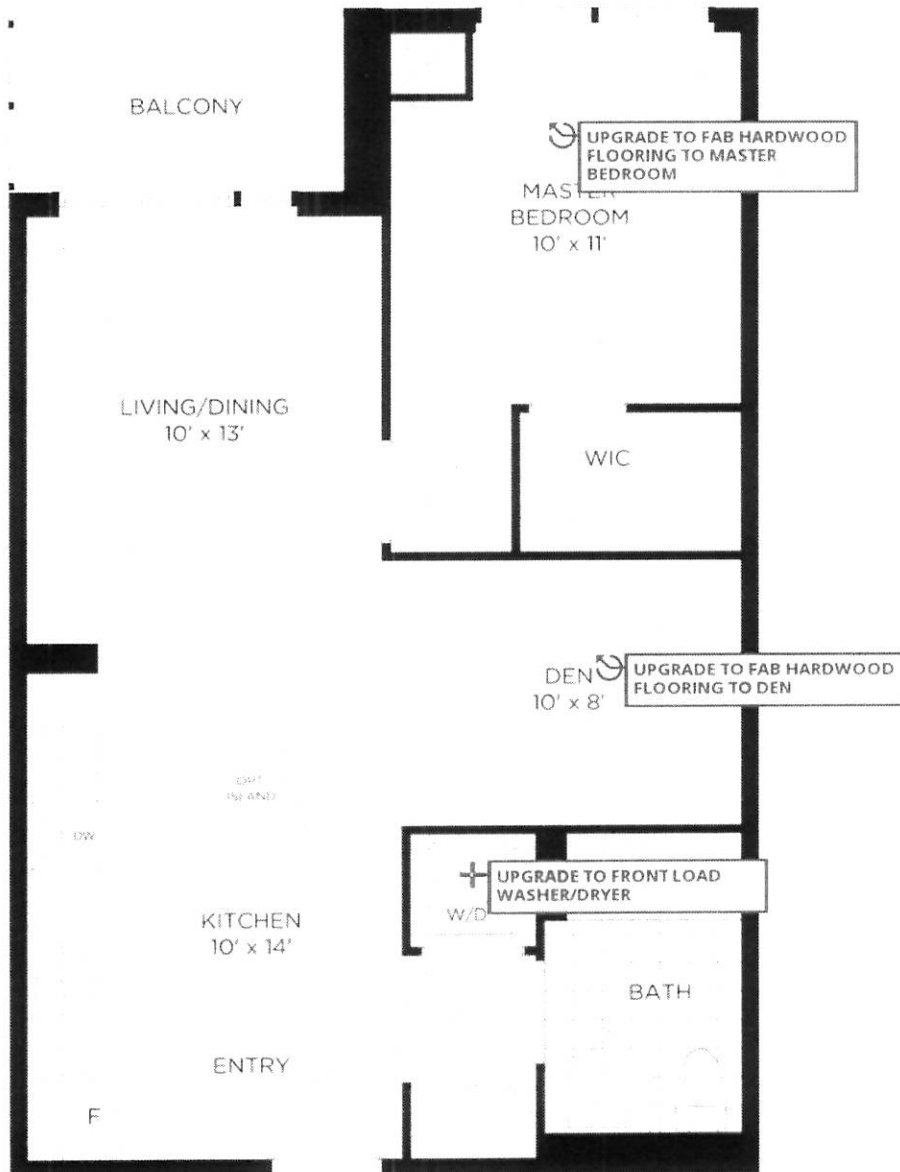 BALCONY
UPGRADE TO FAB HARDWOOD
FLOORING TO MASTER
BEDROOM
MASTER
BEDROOM
10' x 11'
LIVING/DINING
10' x 13'
WIC
DEN
10' x 8'
UPGRADE TO FAB HARDWOOD
FLOORING TO DEN
OPT
ISLAND
DW
UPGRADE TO FRONT LOAD
WASHER/DRYER
W/D
KITCHEN
10' x 14'
BATH
ENTRY
F